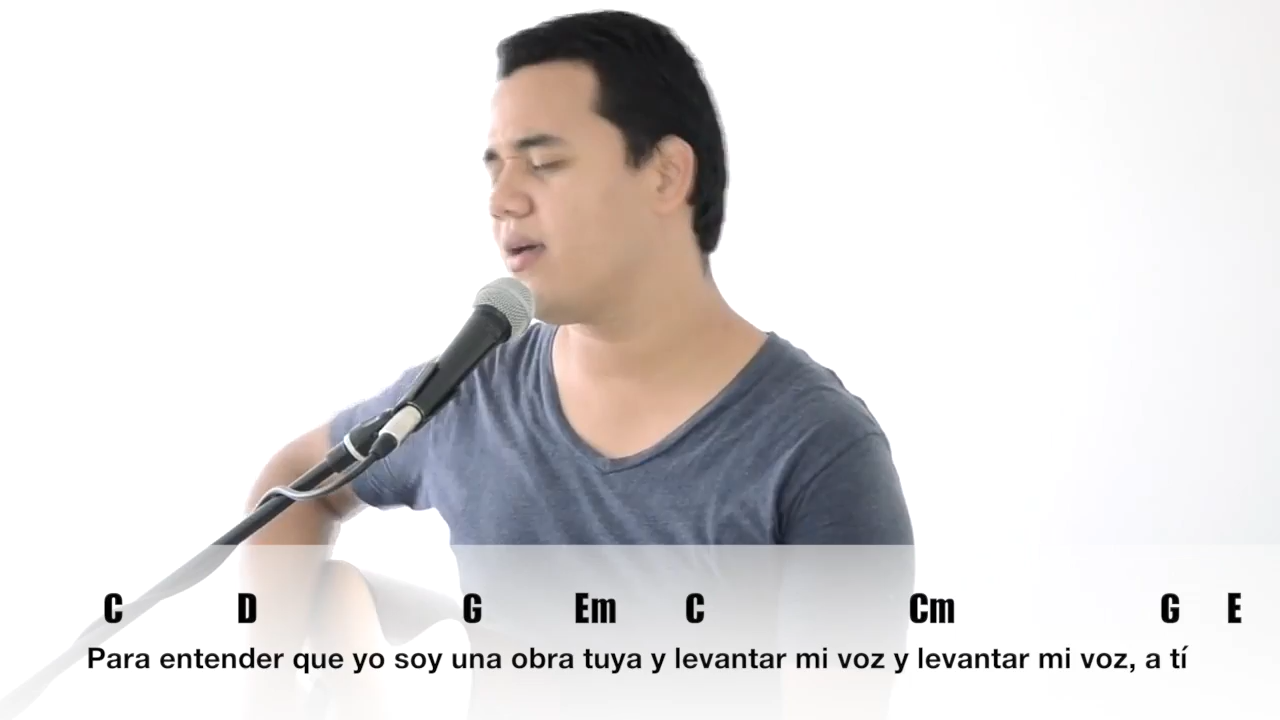 C D G Em C Cm G E
Para entender que yo soy una obra tuya y levantar mi voz y levantar mi voz, a tí